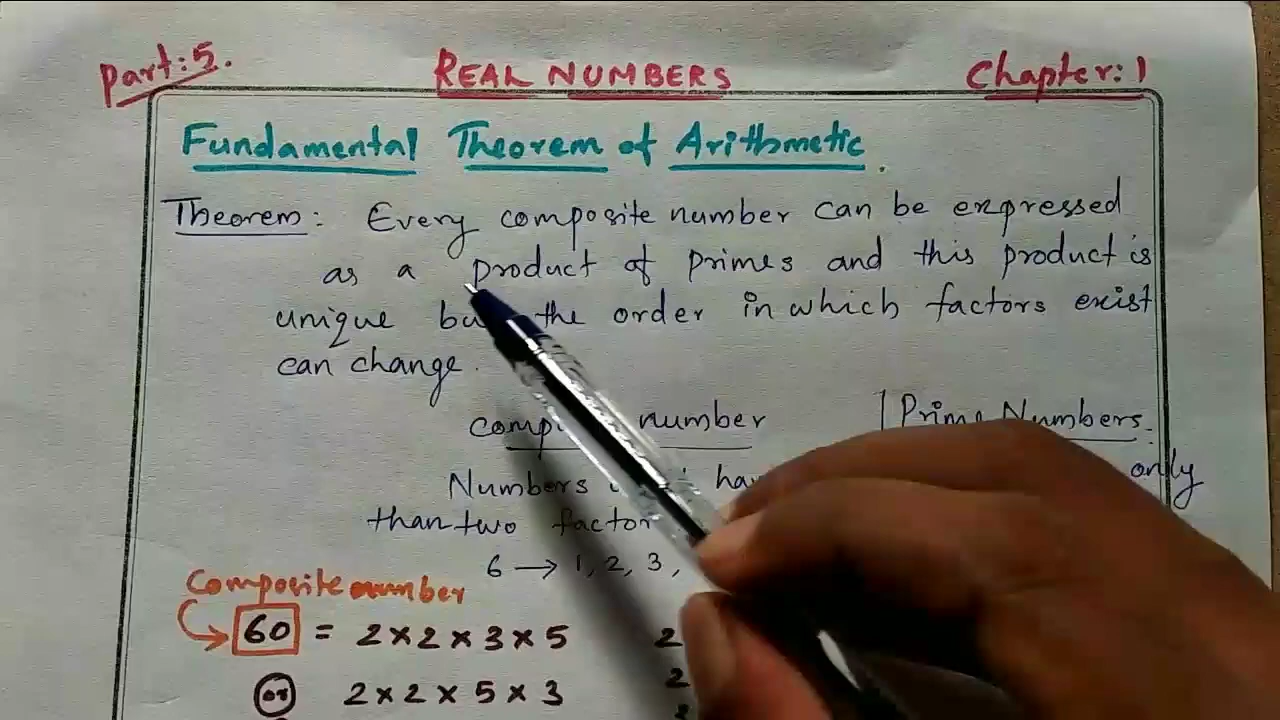 Part: 5.
REAL NUMBERS
Chapter: 1
Fundamental Theorem of Arithmetic.
Theorem: Every composite number can be expressed
as a product of primes and this product is
unique the order in which factors exist
can change.
number
Prime Numbers.
Numbers
only
than two
6 → 1, 2, 3,
Composite number
60 = 2 × 2 × 3 × 5
2
or 2 × 2 × 5 × 3
2